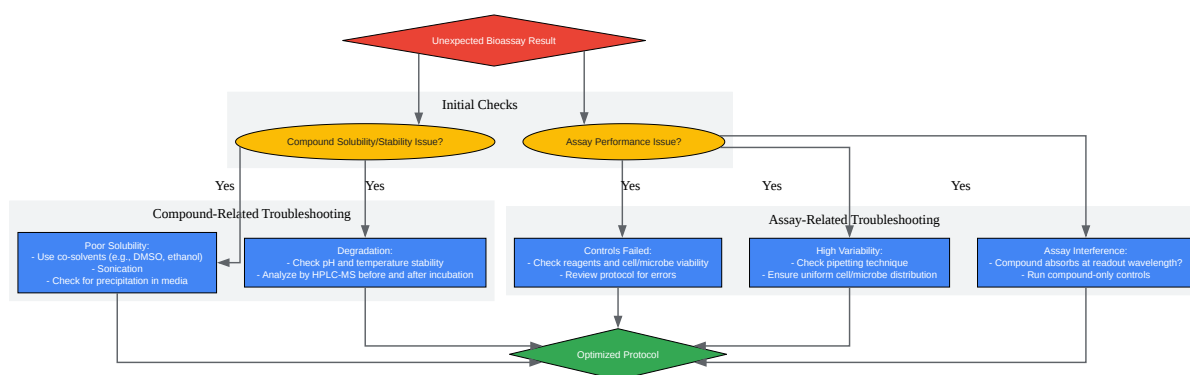 Unexpected Bioassay Result
Initial Checks
Compound Solubility/Stability Issue?
Assay Performance Issue?
Yes
Yes
Yes
Yes
Yes
Compound-Related Troubleshooting
Assay-Related Troubleshooting
Poor Solubility:
- Use co-solvents (e.g., DMSO, ethanol)
- Sonication
- Check for precipitation in media
Degradation:
- Check pH and temperature stability
- Analyze by HPLC-MS before and after incubation
Controls Failed:
- Check reagents and cell/microbe viability
- Review protocol for errors
High Variability:
- Check pipetting technique
- Ensure uniform cell/microbe distribution
Assay Interference:
- Compound absorbs at readout wavelength?
- Run compound-only controls
Optimized Protocol